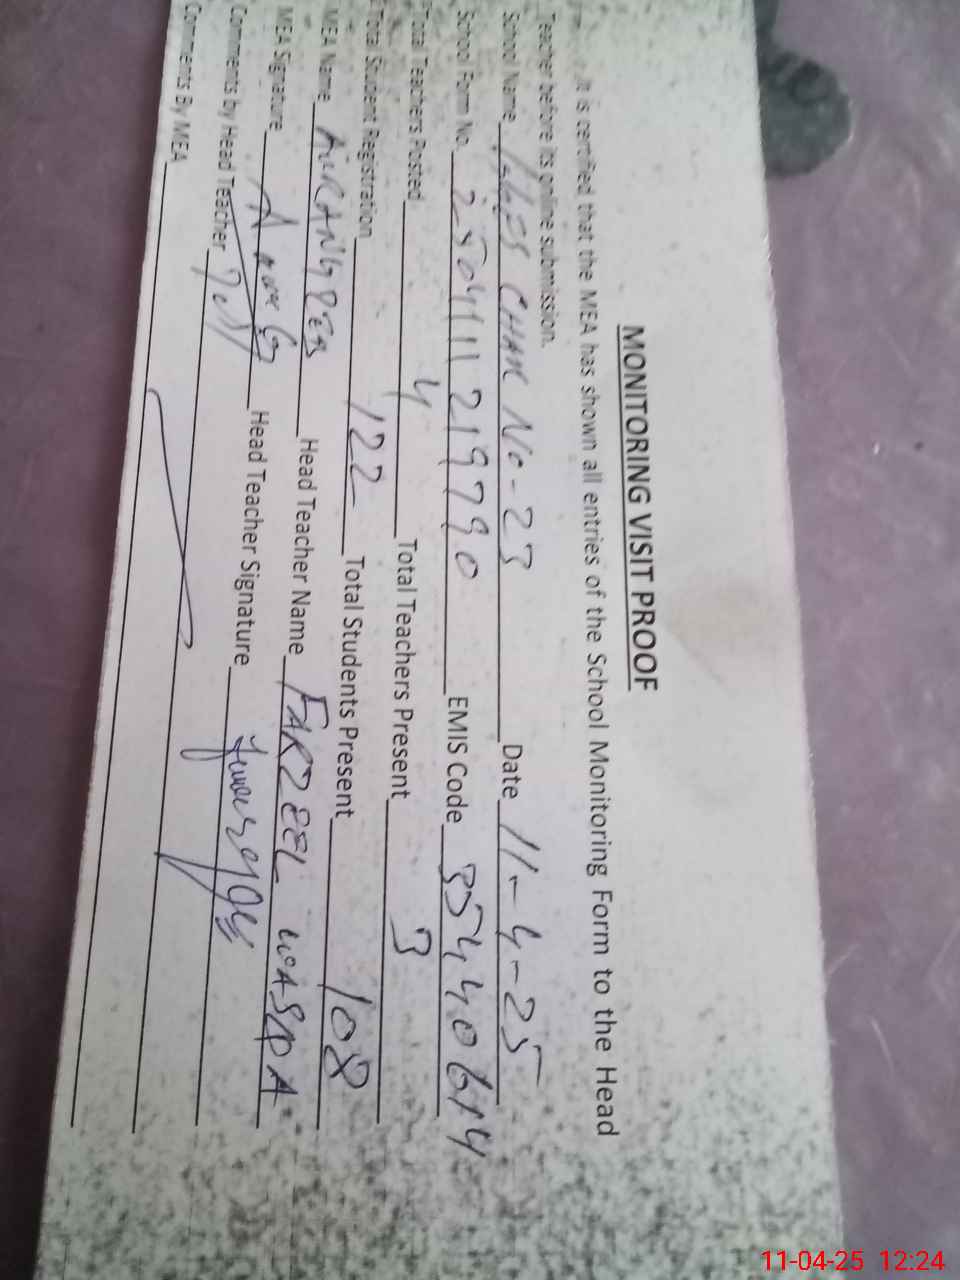 MONITORING VISIT PROOF
It is certified that the MEA has shown all entries of the School Monitoring Form to the Head
Teacher before its online submission.
School Name CHAK No-23 Date 11-4-25
School Form No. EMIS Code 35440614
Total Teachers Posted 4 Total Teachers Present 3
Total Student Registration 122 Total Students Present 108
MEA Name AURANGZEB Head Teacher Name
MEA Signature Head Teacher Signature
Comments by Head Teacher
Comments By MEA
11-04-25 12:24